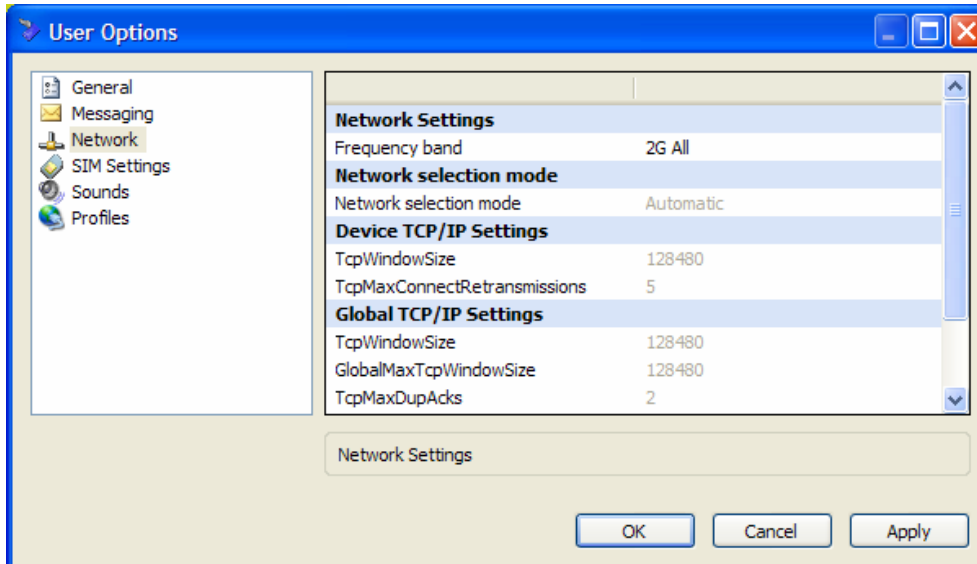 User Options
General
Messaging
Network
SIM Settings
Sounds
Profiles
Network Settings
Frequency band 2G All
Network selection mode
Network selection mode Automatic
Device TCP/IP Settings
TcpWindowSize 128480
TcpMaxConnectRetransmissions 5
Global TCP/IP Settings
TcpWindowSize 128480
GlobalMaxTcpWindowSize 128480
TcpMaxDupAcks 2
Network Settings
OK Cancel Apply